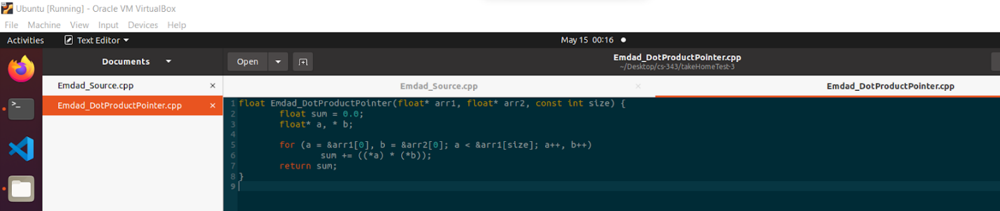 Ubuntu [Running] - Oracle VM VirtualBox
File Machine View Input Devices Help
Activities Text Editor May 15 00:16
Documents Open Emdad_DotProductPointer.cpp
~/Desktop/cs-343/takeHomeTest-3
Emdad_Source.cpp × Emdad_Source.cpp × Emdad_DotProductPointer.cpp
Emdad_DotProductPointer.cpp ×
1 float Emdad_DotProductPointer(float* arr1, float* arr2, const int size) {
2 float sum = 0.0;
3 float* a, * b;
4
5 for (a = &arr1[0], b = &arr2[0]; a < &arr1[size]; a++, b++)
6 sum += ((*a) * (*b));
7 return sum;
8 }
9